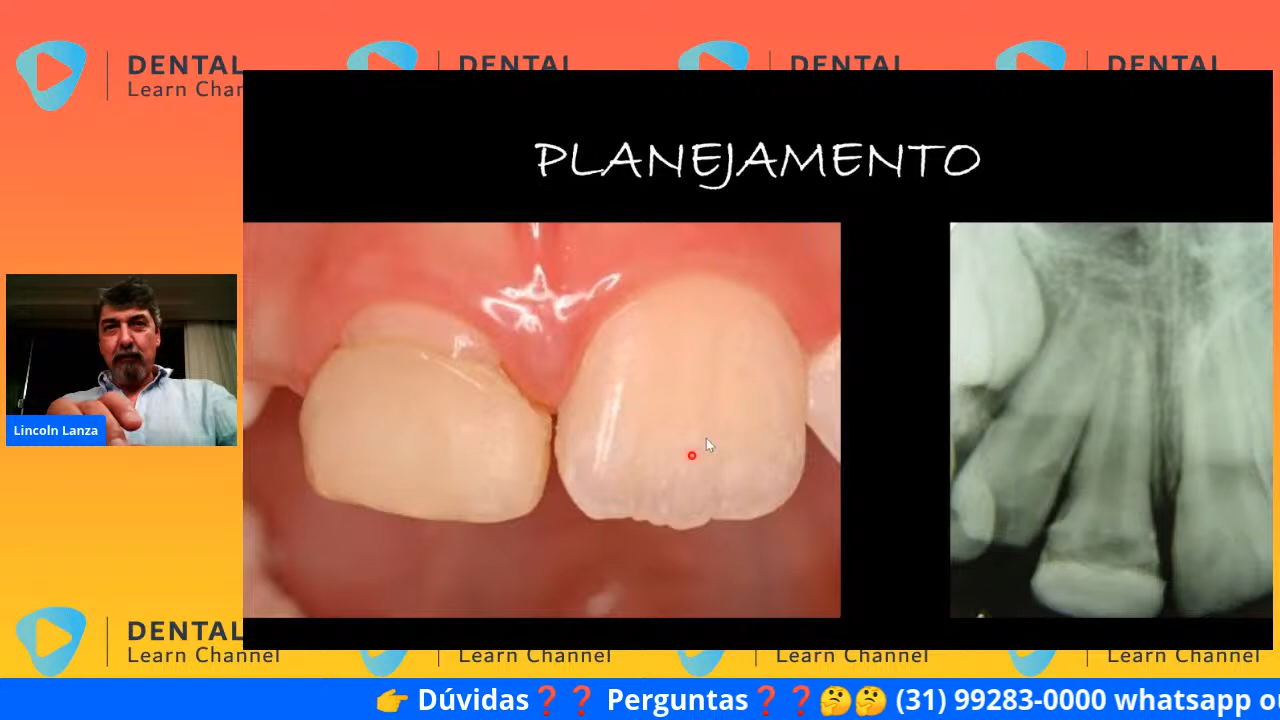 DENTAL
Learn Chan
DENTAL
DENTAL
DENTAL
PLANEJAMENTO
Lincoln Lanza
DENTAL
Learn Channel
Learn Channel
Learn Channel
Learn Channel
👉 Dúvidas❓❓ Perguntas❓❓🤔🤔 (31) 99283-0000 whatsapp o